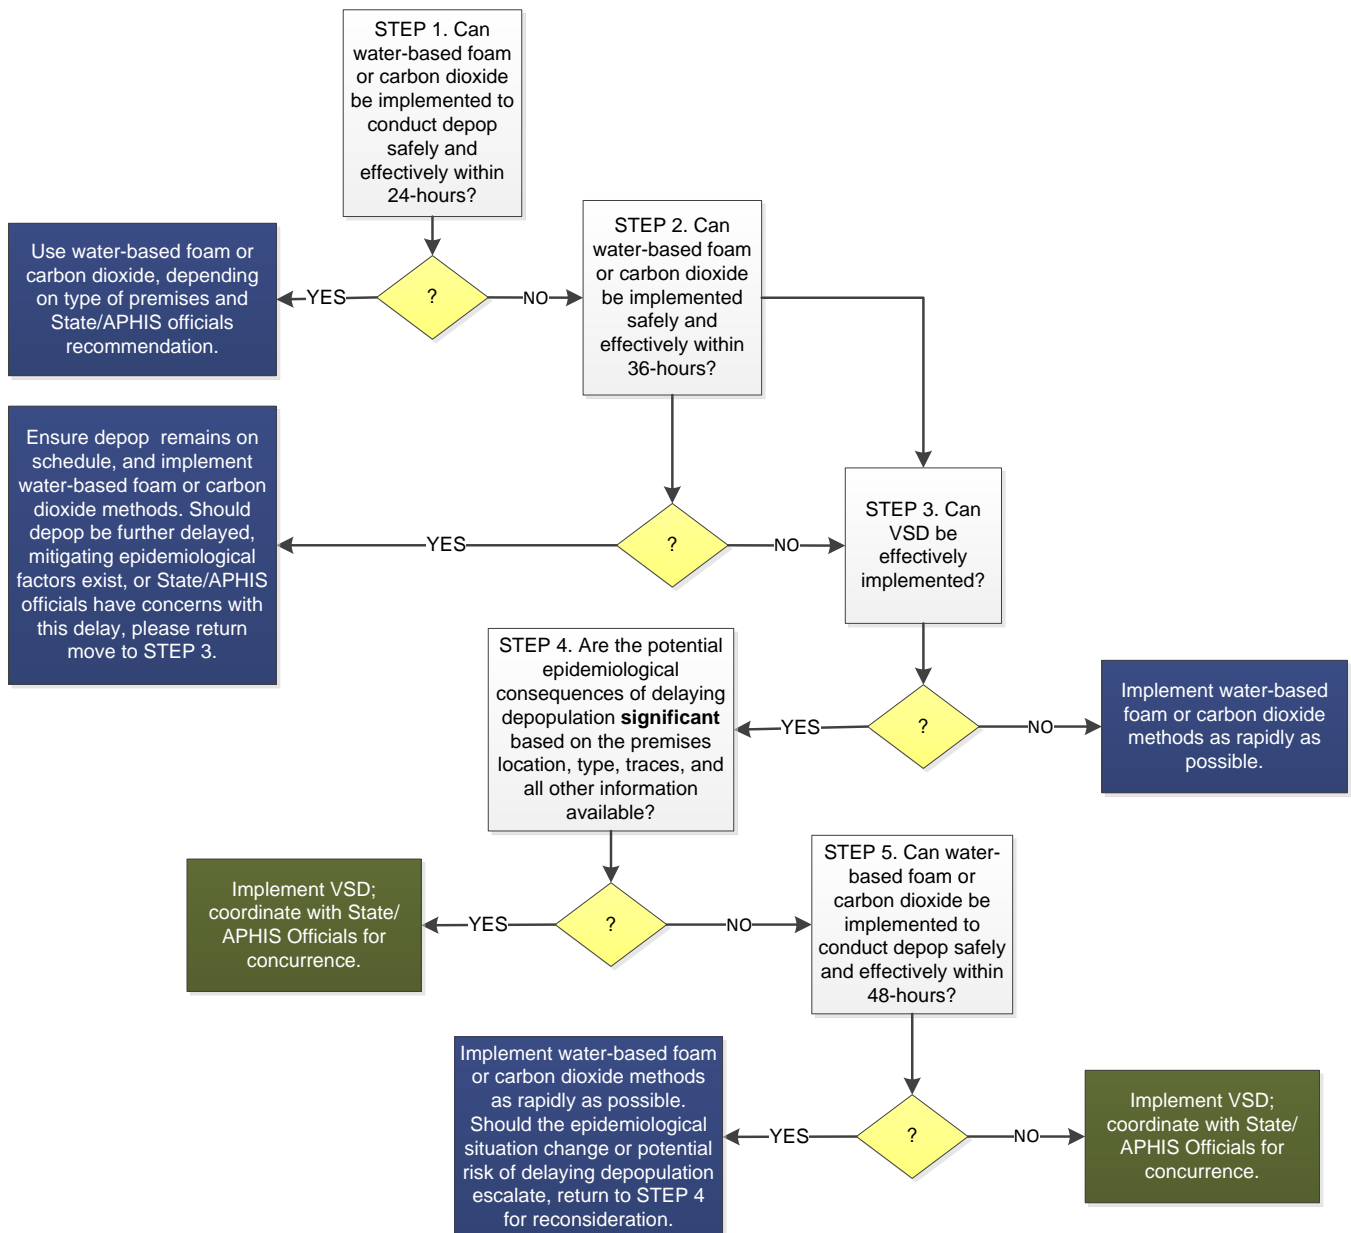 STEP 1. Can
water-based foam
or carbon dioxide
be implemented to
conduct depop
safely and
effectively within
24-hours?
?
YES
NO
Use water-based foam or
carbon dioxide, depending
on type of premises and
State/APHIS officials
recommendation.
STEP 2. Can
water-based foam
or carbon dioxide
be implemented
safely and
effectively within
36-hours?
?
YES
NO
Ensure depop remains on
schedule, and implement
water-based foam or carbon
dioxide methods. Should
depop be further delayed,
mitigating epidemiological
factors exist, or State/APHIS
officials have concerns with
this delay, please return
move to STEP 3.
STEP 3. Can
VSD be
effectively
implemented?
?
YES
NO
Implement water-based
foam or carbon dioxide
methods as rapidly as
possible.
STEP 4. Are the potential
epidemiological
consequences of delaying
depopulation significant
based on the premises
location, type, traces, and
all other information
available?
?
YES
NO
Implement VSD;
coordinate with State/
APHIS Officials for
concurrence.
STEP 5. Can water-
based foam or
carbon dioxide be
implemented to
conduct depop safely
and effectively within
48-hours?
?
YES
NO
Implement water-based foam
or carbon dioxide methods
as rapidly as possible.
Should the epidemiological
situation change or potential
risk of delaying depopulation
escalate, return to STEP 4
for reconsideration.
Implement VSD;
coordinate with State/
APHIS Officials for
concurrence.